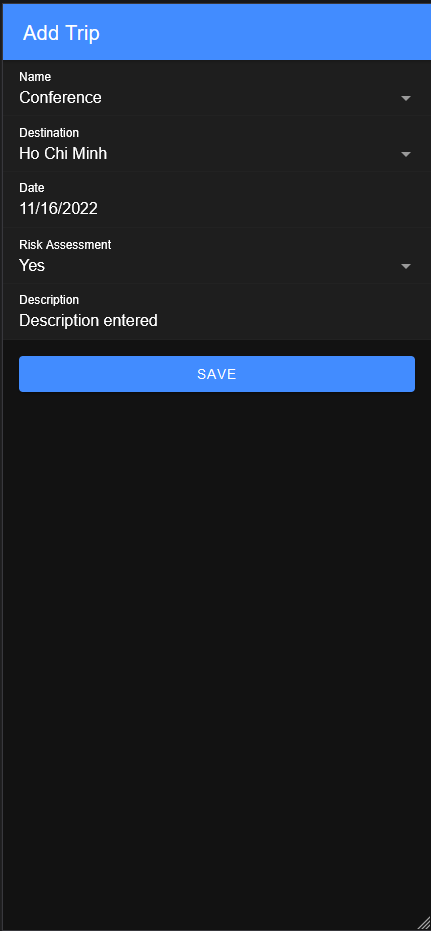 Add Trip
Name
Conference
Destination
Ho Chi Minh
Date
11/16/2022
Risk Assessment
Yes
Description
Description entered
SAVE